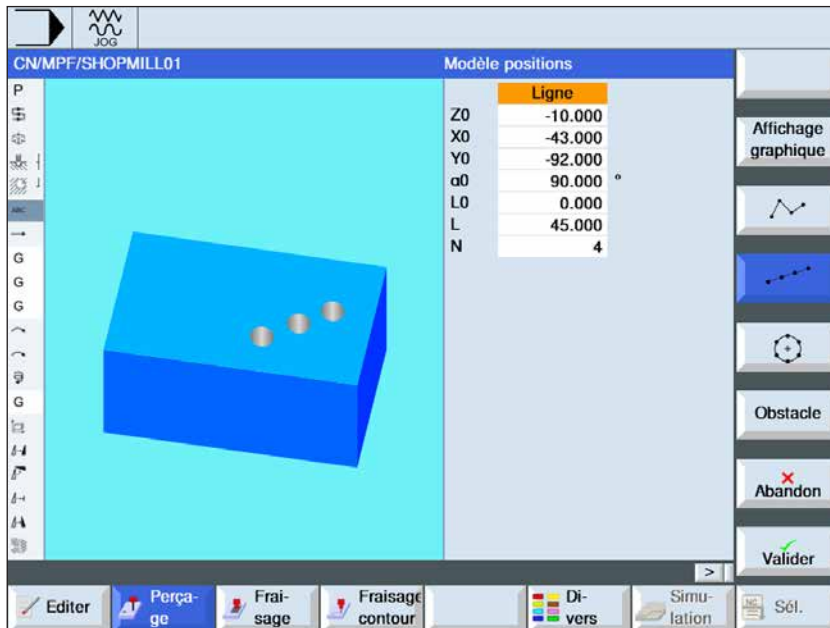 JOG
CN/MPF/SHOPMILL01
Modèle positions
Ligne
Z0 -10.000
X0 -43.000
Y0 -92.000
α0 90.000 °
L0 0.000
L 45.000
N 4
P
ABC
G
G
G
G
Affichage
graphique
Obstacle
Abandon
Valider
>
Editer
Perça-
ge
Frai-
sage
Fraisage
contour
Di-
vers
Simu-
lation
NC
Sél.